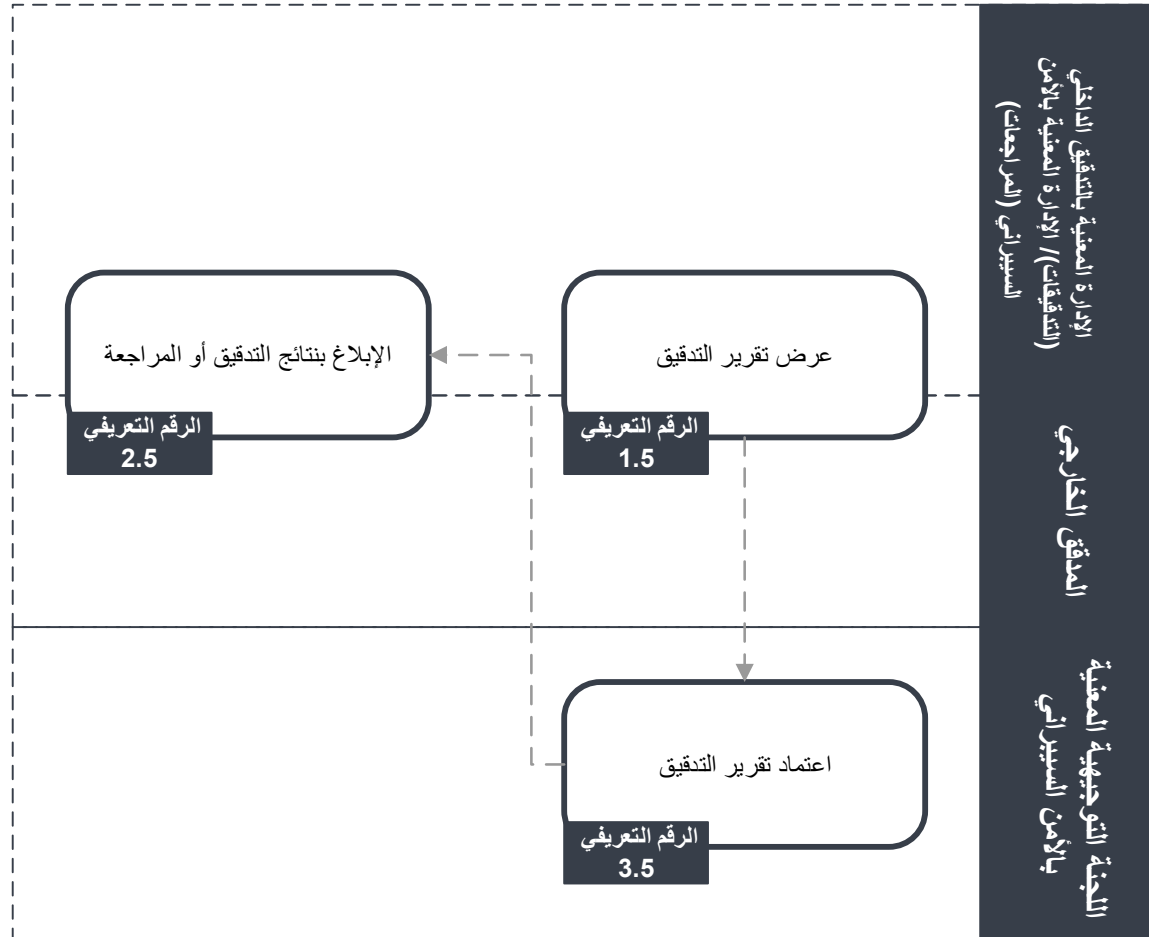 الإدارة المعنية بالتدقيق الداخلي
(التدقيقات)/ الإدارة المعنية بالأمن
السيبراني (المراجعات)
عرض تقرير التدقيق
الرقم التعريفي
1.5
الإبلاغ بنتائج التدقيق أو المراجعة
الرقم التعريفي
2.5
المدقق الخارجي
اللجنة التوجيهية المعنية
بالأمن السيبراني
اعتماد تقرير التدقيق
الرقم التعريفي
3.5